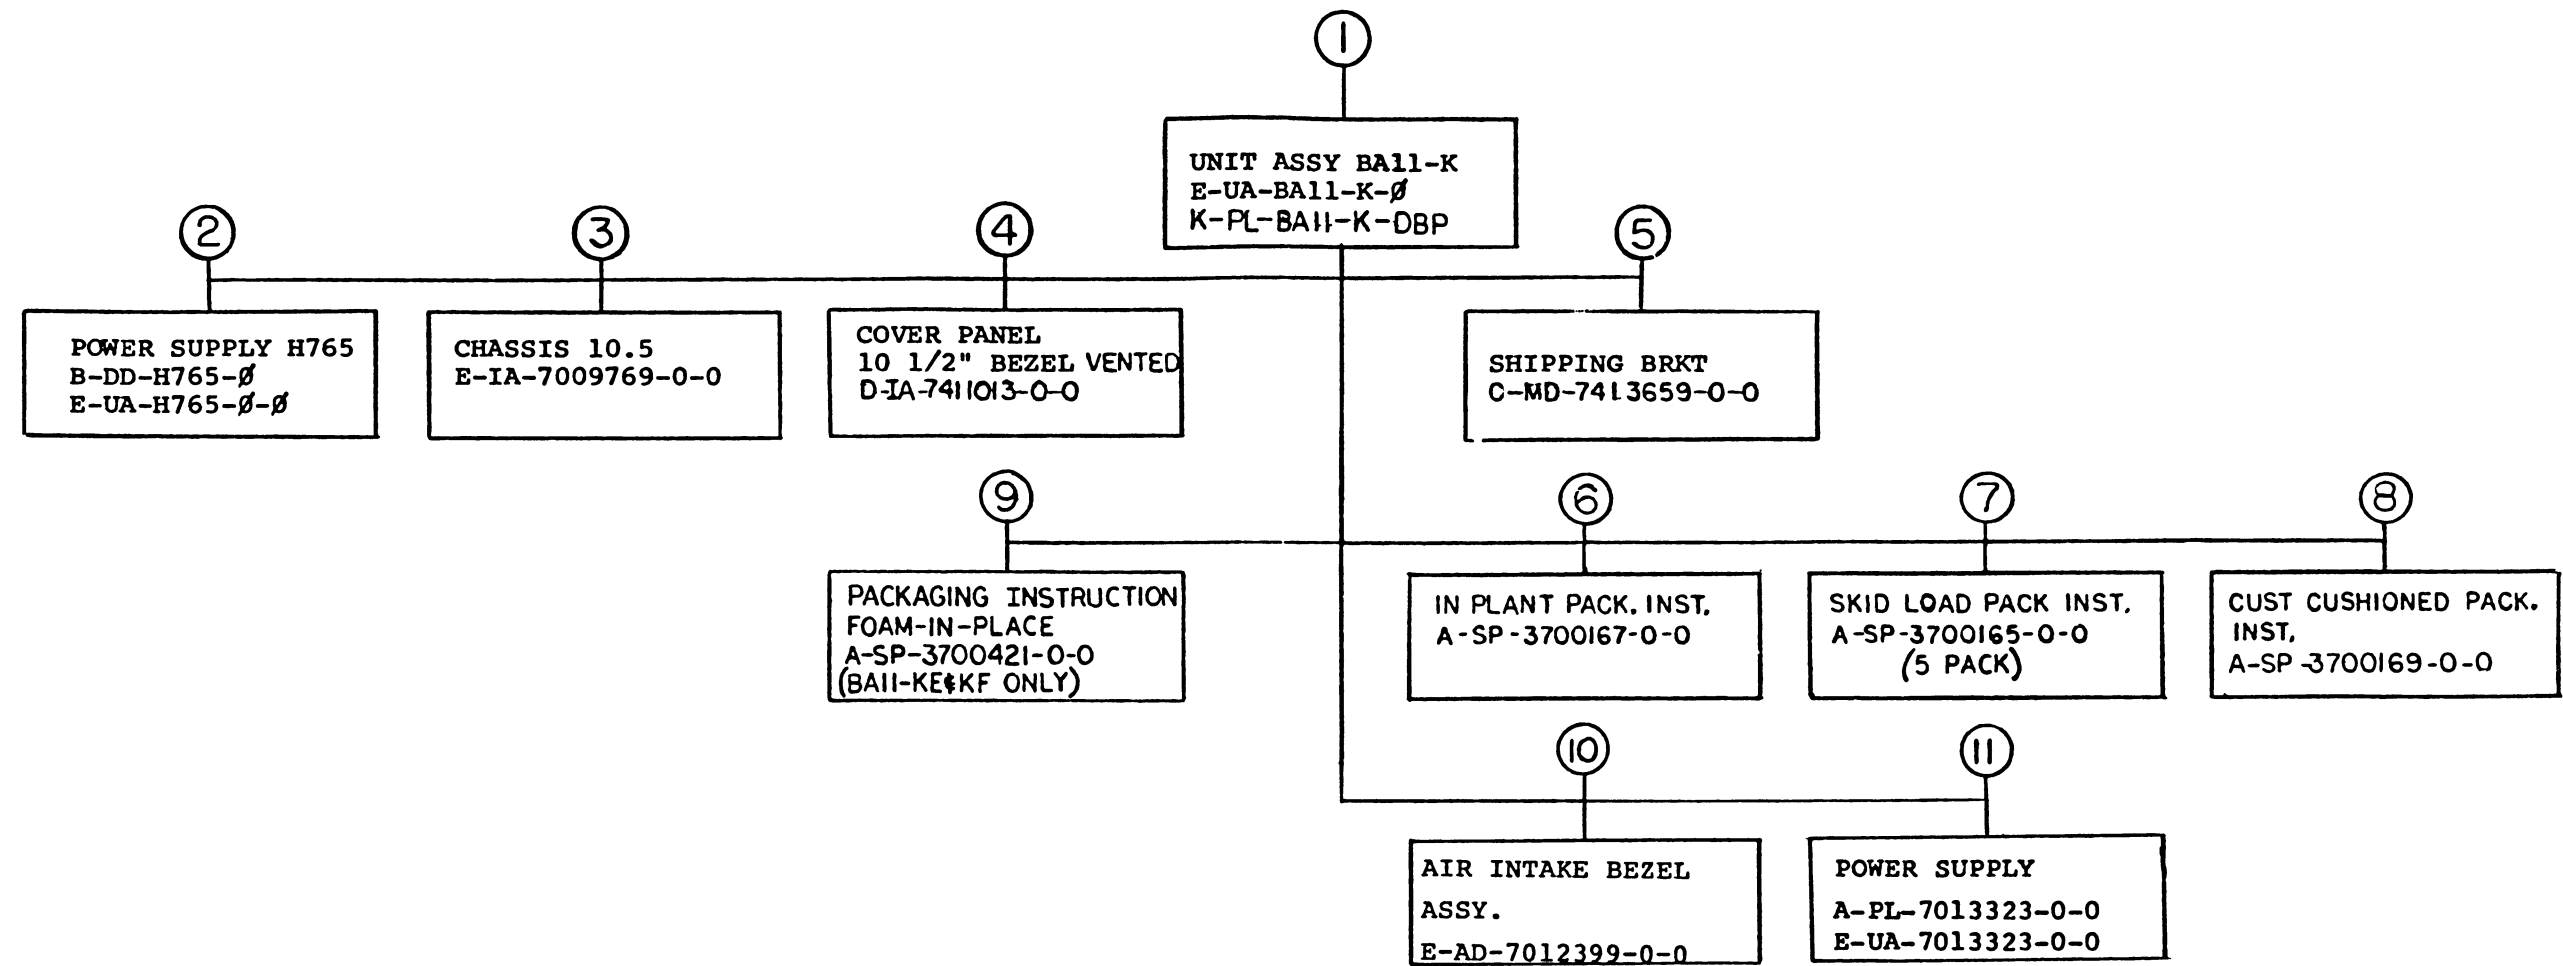 1
UNIT ASSY BA11-K
E-UA-BA11-K-Ø
K-PL-BA11-K-DBP
2
POWER SUPPLY H765
B-DD-H765-Ø
E-UA-H765-Ø-Ø
3
CHASSIS 10.5
E-IA-7009769-0-0
4
COVER PANEL
10 1/2" BEZEL VENTED
D-IA-7411013-0-0
5
SHIPPING BRKT
C-MD-7413659-0-0
9
PACKAGING INSTRUCTION
FOAM-IN-PLACE
A-SP-3700421-0-0
(BA11-KE&KF ONLY)
6
IN PLANT PACK. INST.
A-SP-3700167-0-0
7
SKID LOAD PACK INST.
A-SP-3700165-0-0
(5 PACK)
8
CUST CUSHIONED PACK.
INST.
A-SP-3700169-0-0
10
AIR INTAKE BEZEL
ASSY.
E-AD-7012399-0-0
11
POWER SUPPLY
A-PL-7013323-0-0
E-UA-7013323-0-0